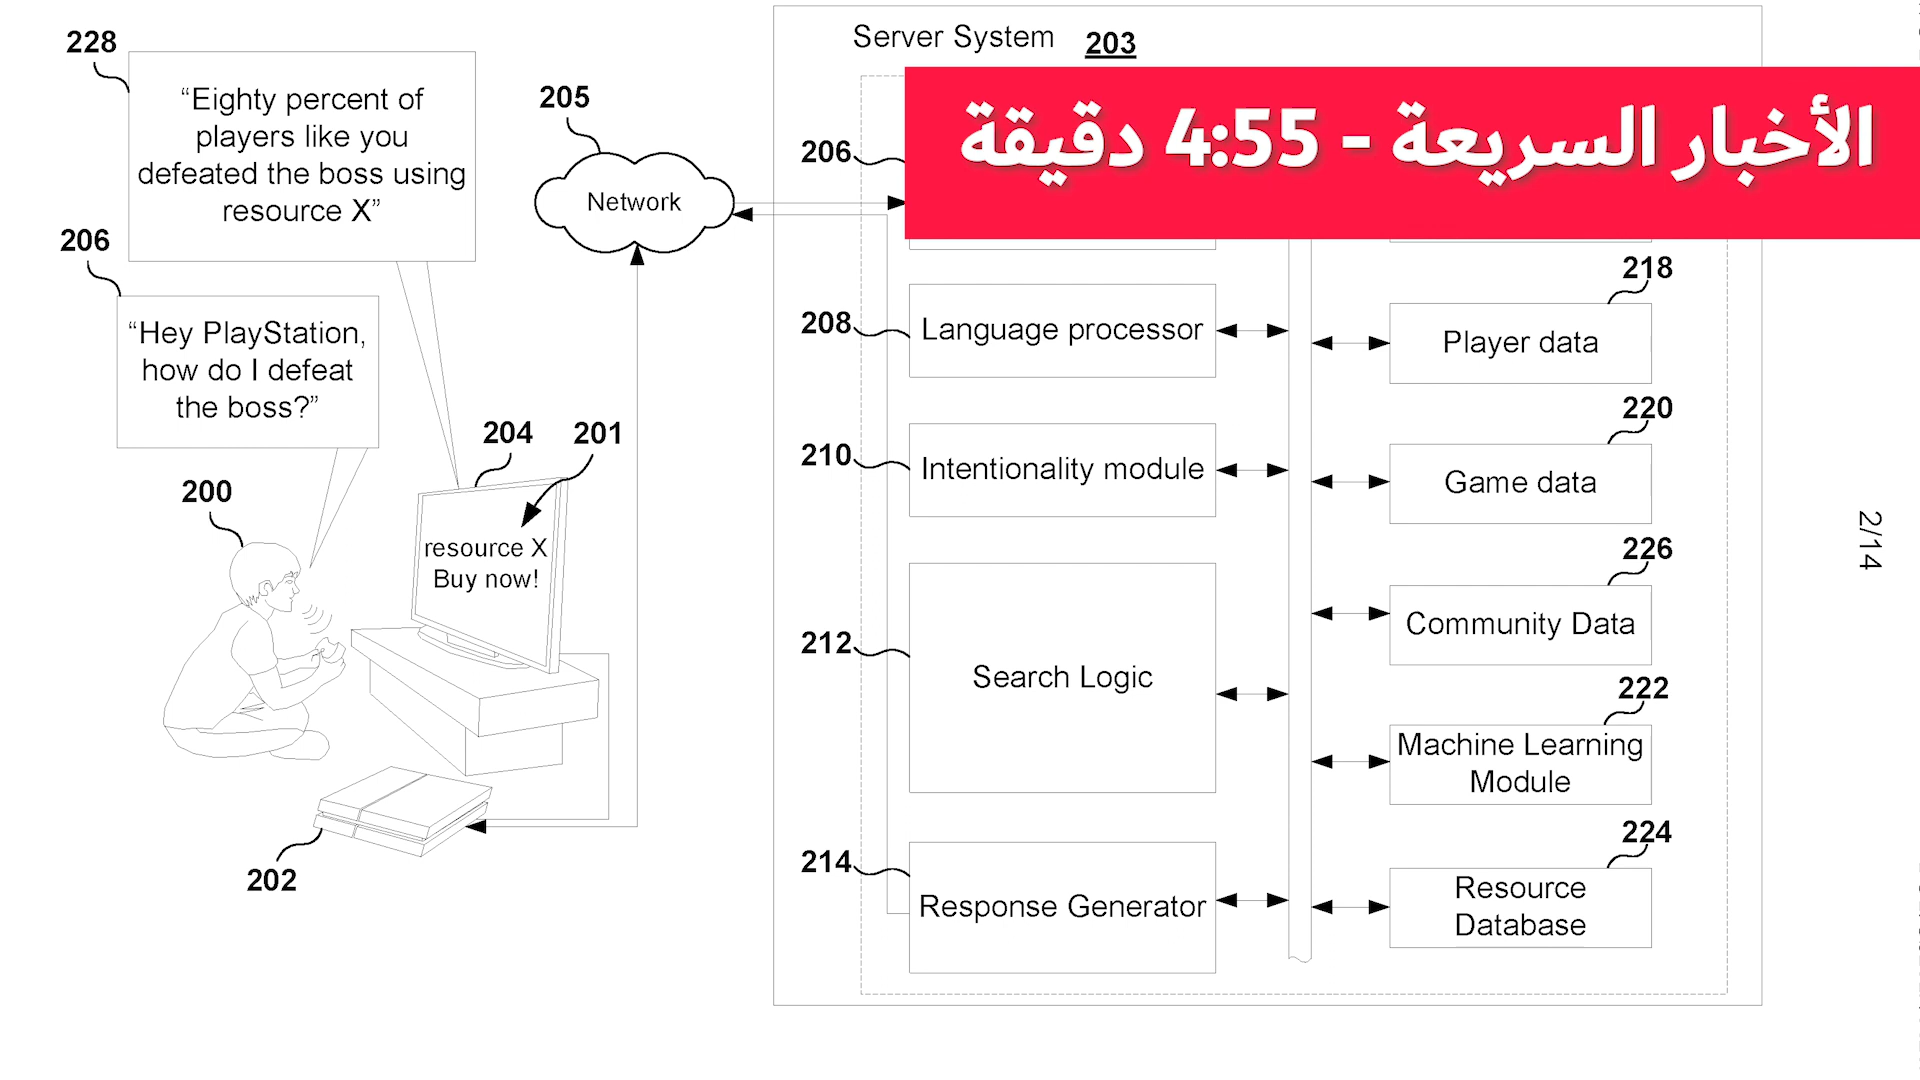 228
“Eighty percent of
players like you
defeated the boss using
resource X”
206
“Hey PlayStation,
how do I defeat
the boss?”
200
204
201
resource X
Buy now!
202
205
Network
Server System 203
الأخبار السريعة - 4:55 دقيقة
206
208
Language processor
210
Intentionality module
212
Search Logic
214
Response Generator
218
Player data
220
Game data
226
Community Data
222
Machine Learning
Module
224
Resource
Database
2/14